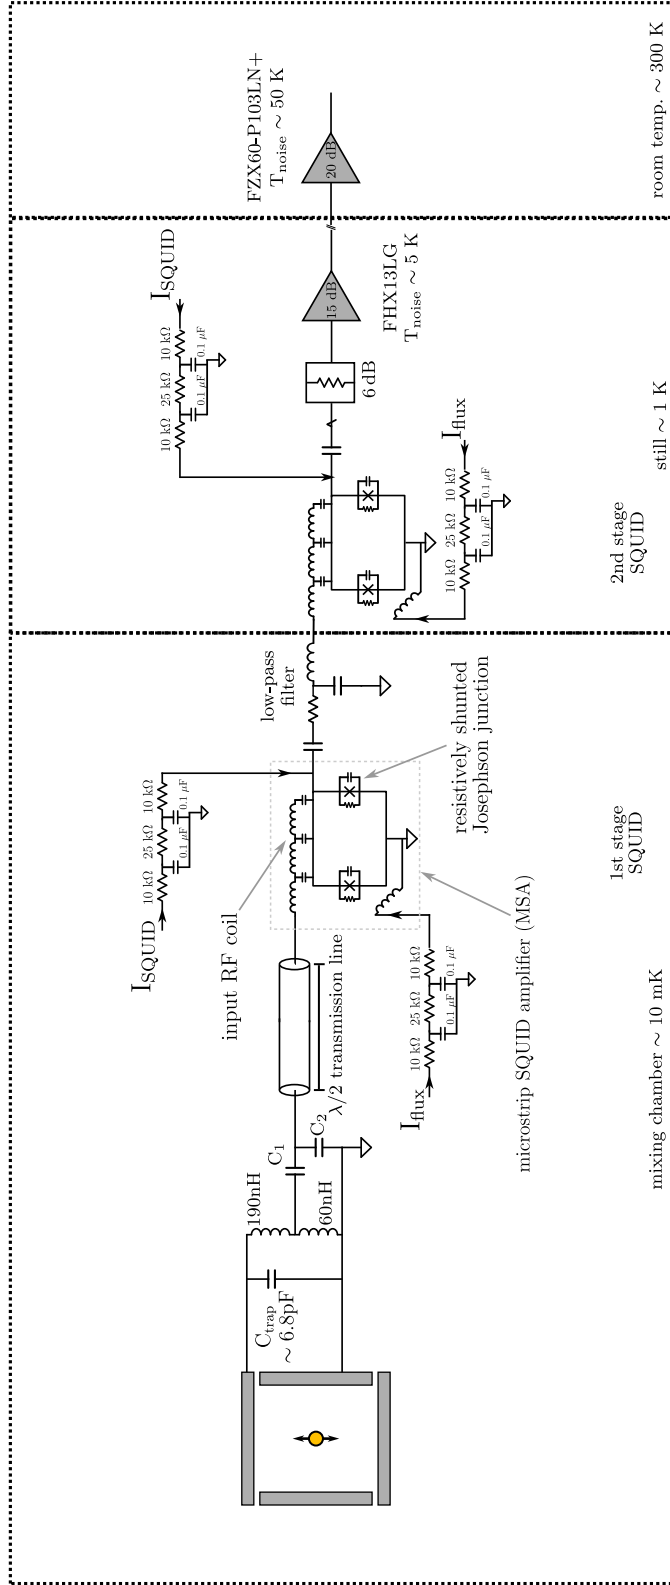 C_trap
~ 6.8pF
190nH
60nH
C_1
C_2
λ/2 transmission line
I_SQUID
10 kΩ
25 kΩ
10 kΩ
0.1 μF
0.1 μF
input RF coil
I_flux
10 kΩ
25 kΩ
10 kΩ
0.1 μF
0.1 μF
microstrip SQUID amplifier (MSA)
resistively shunted
Josephson junction
low-pass
filter
1st stage
SQUID
mixing chamber ~ 10 mK
I_SQUID
10 kΩ
25 kΩ
10 kΩ
0.1 μF
0.1 μF
I_flux
10 kΩ
25 kΩ
10 kΩ
0.1 μF
0.1 μF
6 dB
15 dB
FHX13LG
T_noise ~ 5 K
2nd stage
SQUID
still ~ 1 K
20 dB
FZX60-P103LN+
T_noise ~ 50 K
room temp. ~ 300 K